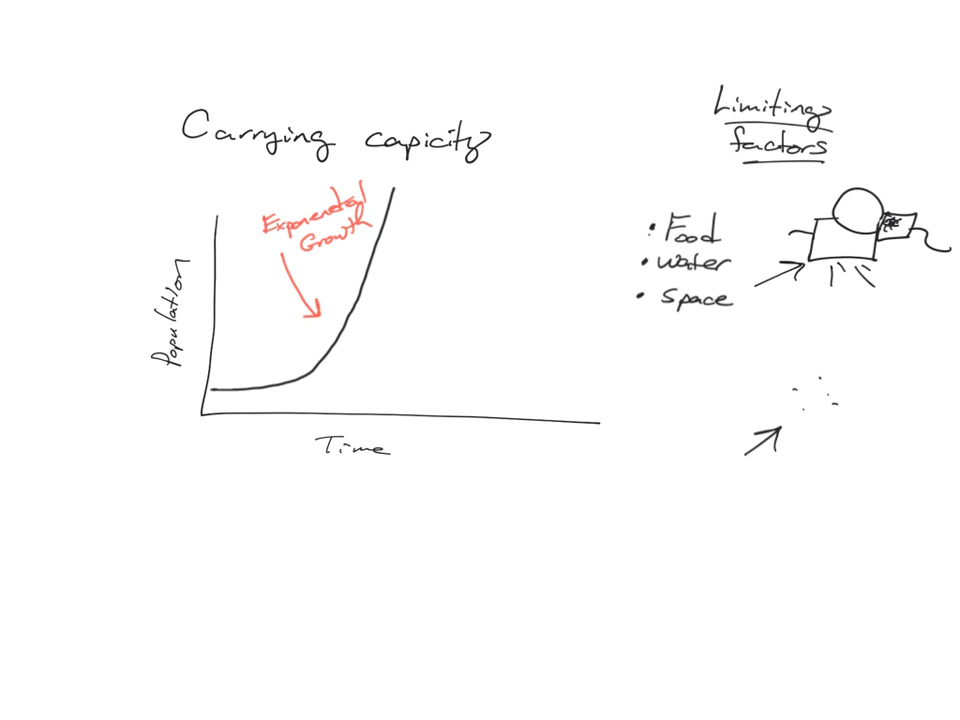 Carrying capicity
Exponential
Growth
Population
Time
Limiting
factors
• Food
• water
• space